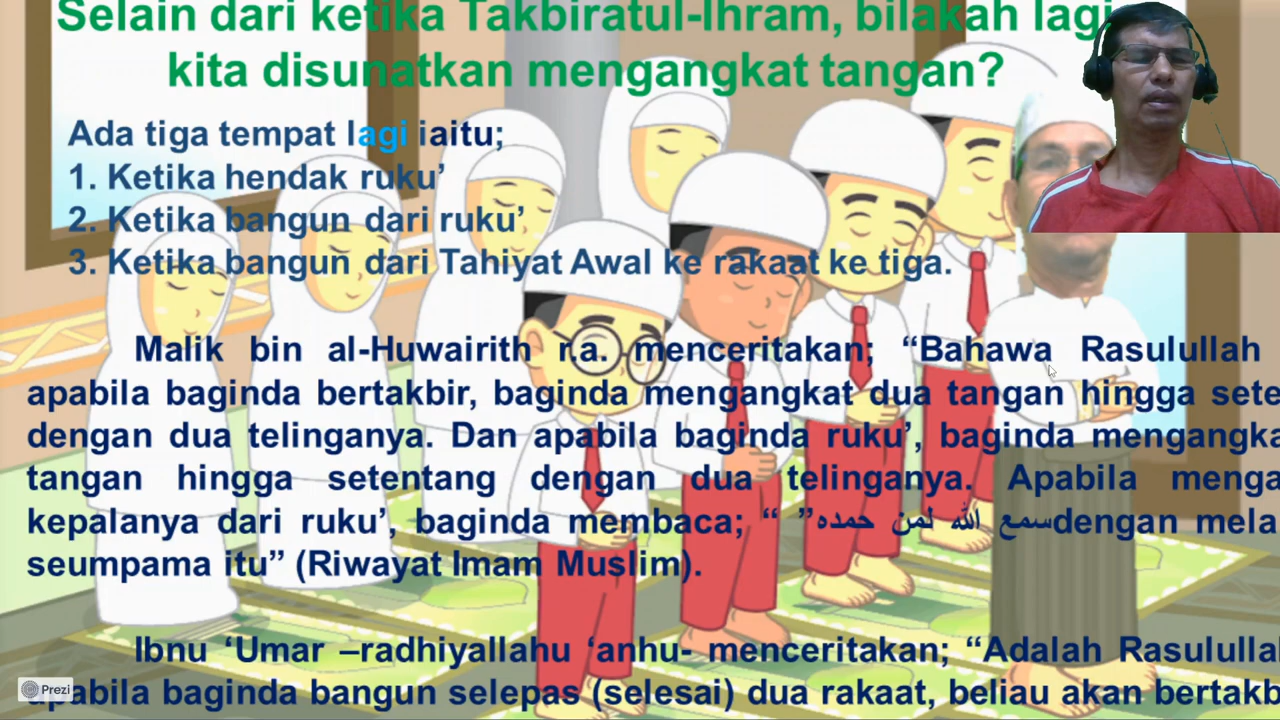 Selain dari ketika Takbiratul-Ihram, bilakah lagi
kita disunatkan mengangkat tangan?
Ada tiga tempat lagi iaitu;
1. Ketika hendak ruku’
2. Ketika bangun dari ruku’
3. Ketika bangun dari Tahiyat Awal ke rakaat ke tiga.
Malik bin al-Huwairith r.a. menceritakan; “Bahawa Rasulullah
apabila baginda bertakbir, baginda mengangkat dua tangan hingga sete
dengan dua telinganya. Dan apabila baginda ruku’, baginda mengangka
tangan hingga setentang dengan dua telinganya. Apabila menga
kepalanya dari ruku’, baginda membaca; “ ”سمع الله لمن حمده dengan mela
seumpama itu” (Riwayat Imam Muslim).
Ibnu ‘Umar –radhiyallahu ‘anhu- menceritakan; “Adalah Rasululla
apabila baginda bangun selepas (selesai) dua rakaat, beliau akan bertakb
Prezi